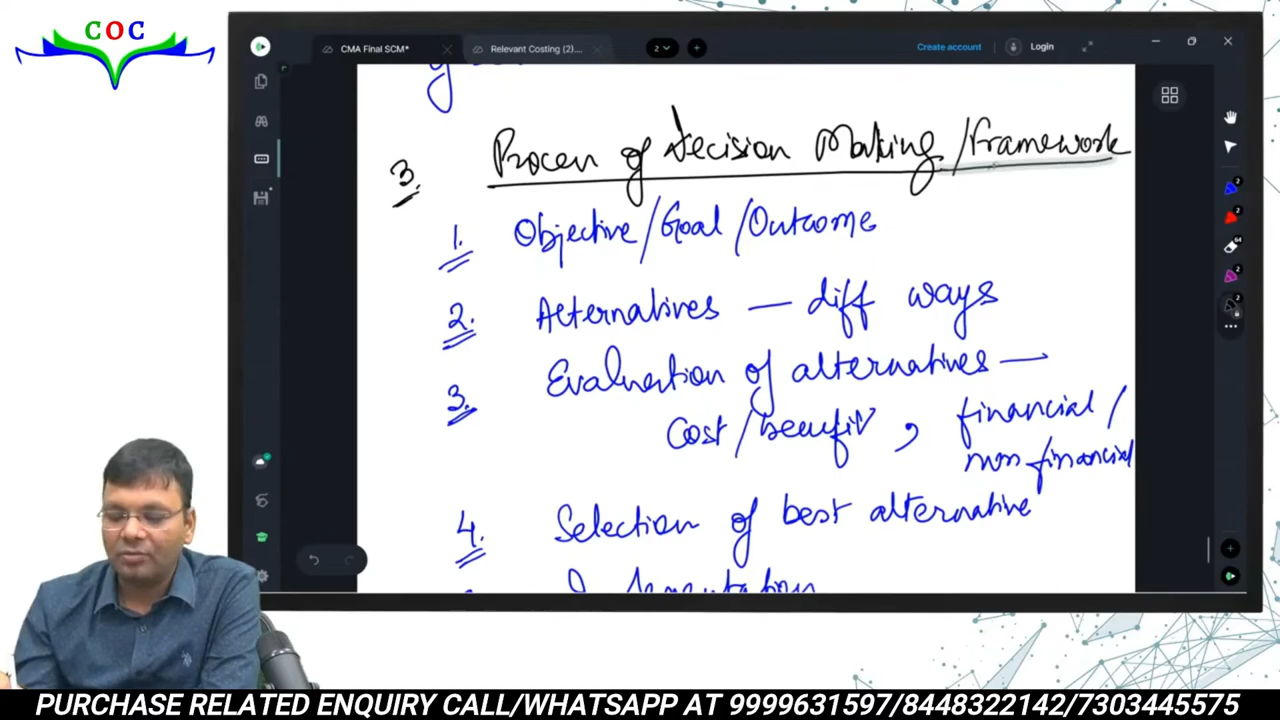 COC
CMA Final SCM*
Relevant Costing (2)....
2
Create account
Login
3. Process of Decision Making/Framework
1. Objective/Goal/Outcome
2. Alternatives — diff ways
3. Evaluation of alternatives —
Cost/benefit, financial/
non-financial
4. Selection of best alternative
Implementation
PURCHASE RELATED ENQUIRY CALL/WHATSAPP AT 9999631597/8448322142/7303445575